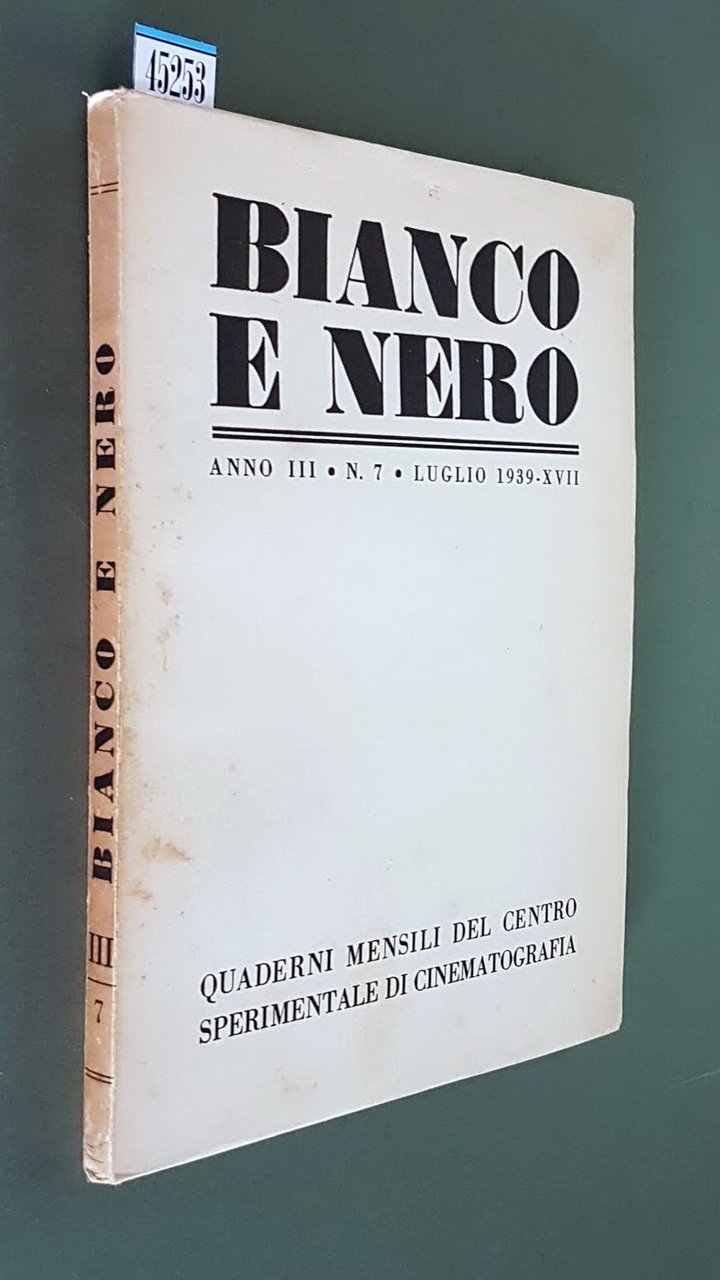 45253
BIANCO
E NERO
ANNO III • N. 7 • LUGLIO 1939-XVII
QUADERNI MENSILI DEL CENTRO
SPERIMENTALE DI CINEMATOGRAFIA
BIANCO E NERO
III
7